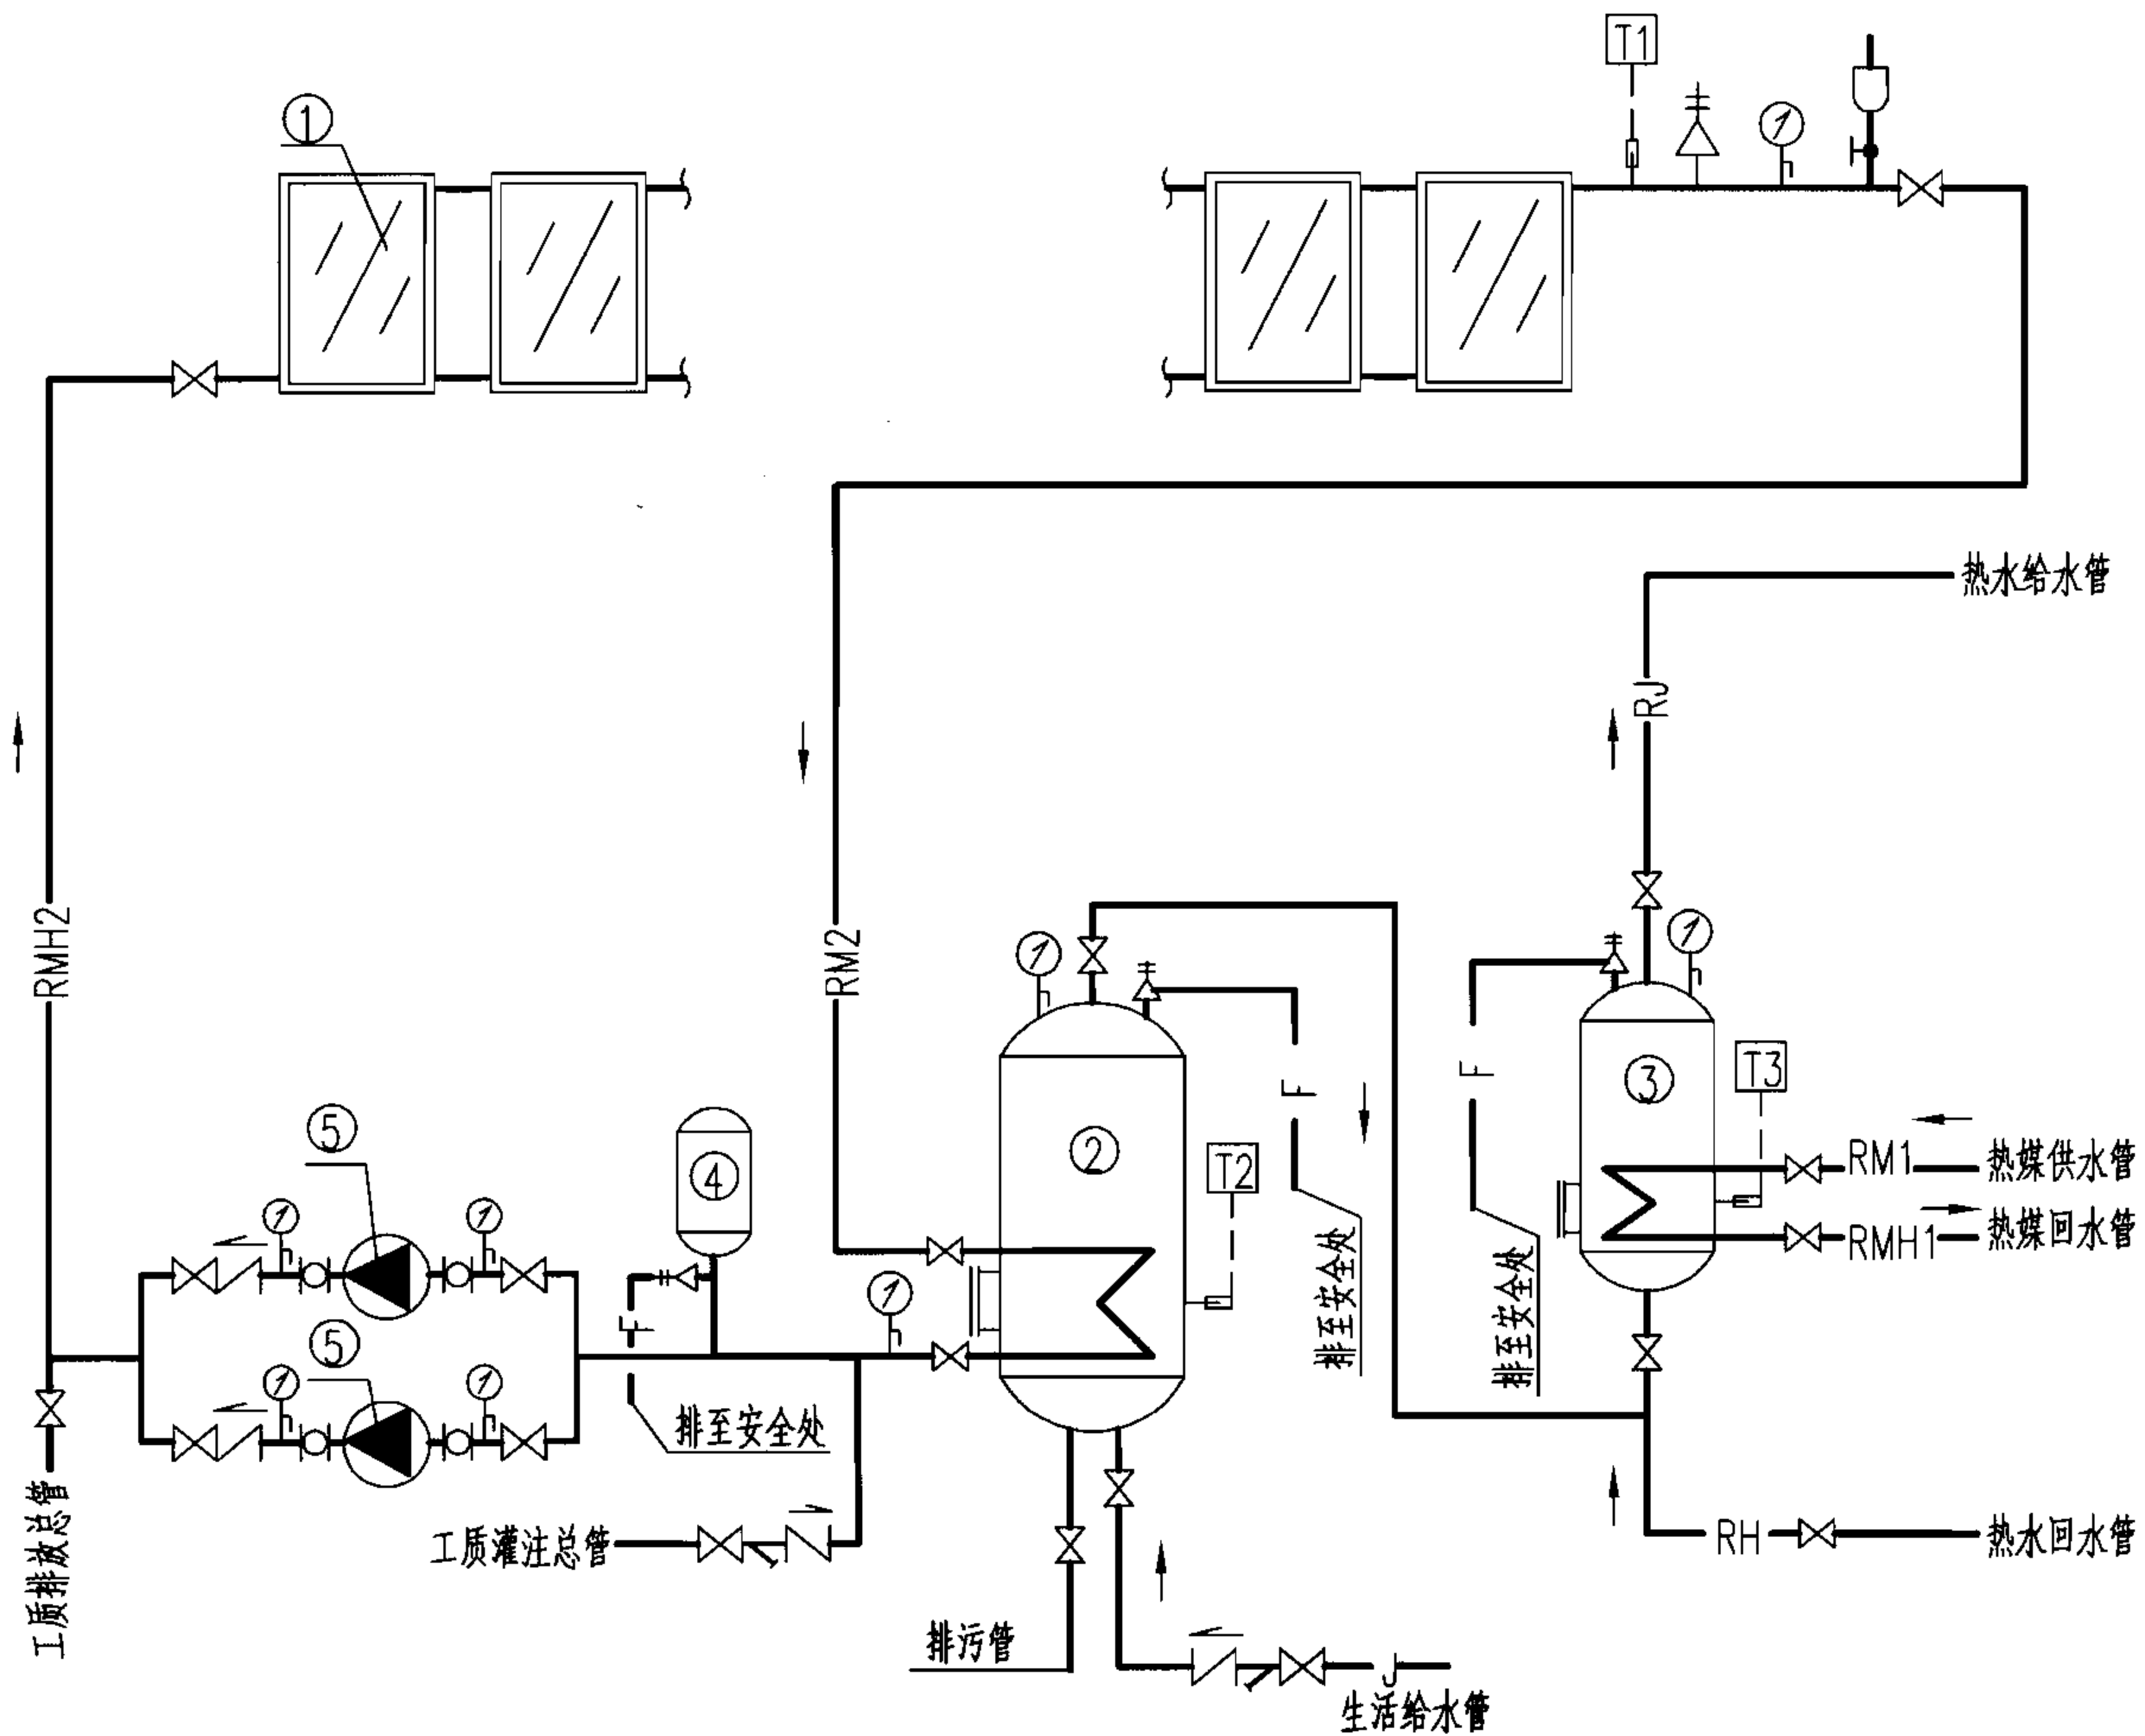 T1
1
热水给水管
RJ
RMH2
RM2
F
F
3
T3
2
T2
4
5
5
RM1
热媒供水管
RMH1
热媒回水管
F
排至安全处
排至安全处
排至安全处
工质排放总管
工质灌注总管
RH
热水回水管
排污管
J
生活给水管